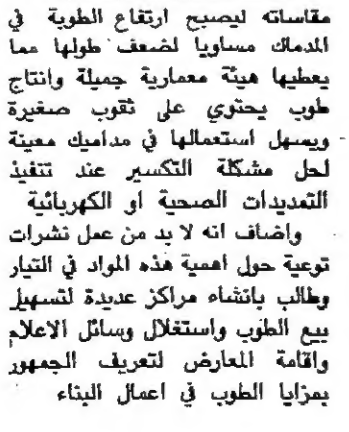 مقاساته ليصبح ارتفاع الطوبة في
المدماك مساويا لضعف طولها مما
يعطيها هيئة معمارية جميلة وانتاج
طوب يحتوي على ثقوب صغيرة
ويسهل استعمالها في مداميك معينة
لحل مشكلة التكسير عند تنفيذ
التمديدات الصحية او الكهربائية
واضاف انه لا بد من عمل نشرات
توعية حول اهمية هذه المواد في التيار
وطالب بانشاء مراكز عديدة لتسهيل
بيع الطوب واستغلال وسائل الاعلام
واقامة المعارض لتعريف الجمهور
بمزايا الطوب في اعمال البناء